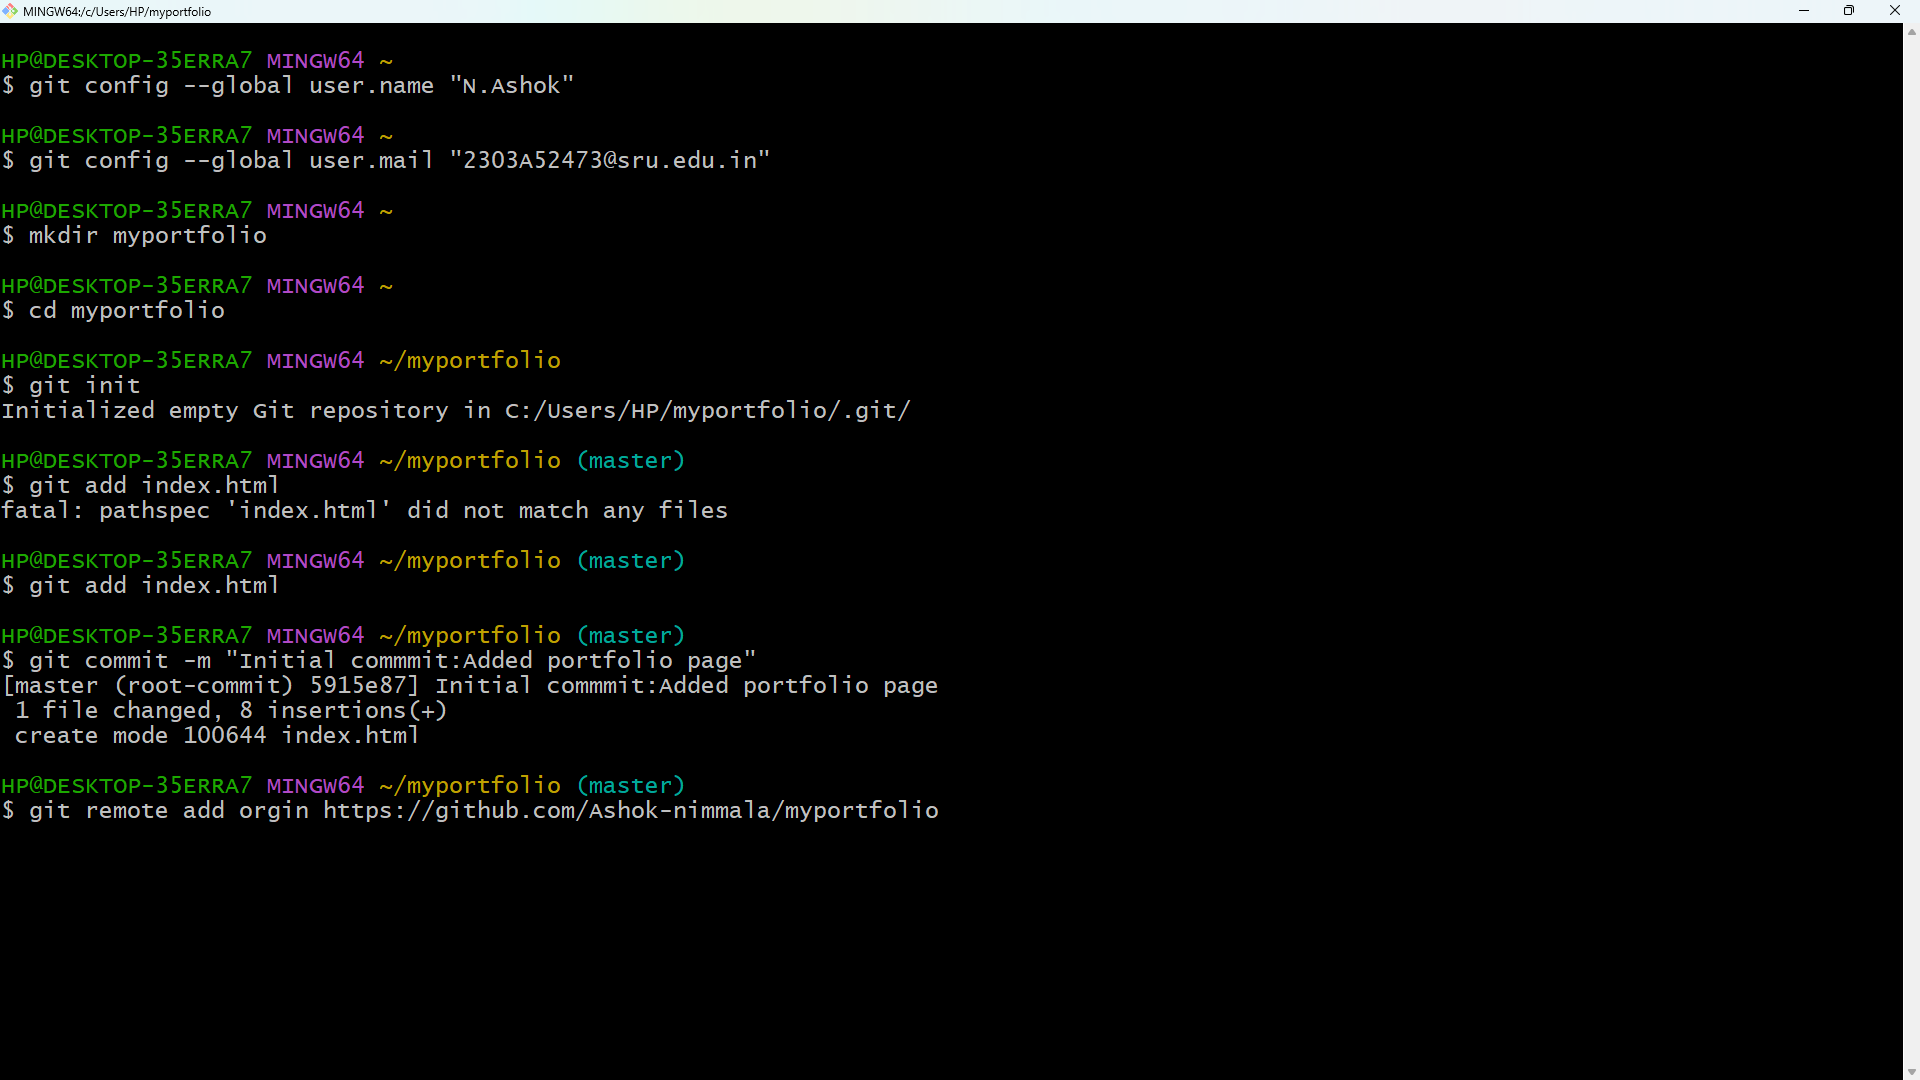 MINGW64:/c/Users/HP/myportfolio
HP@DESKTOP-35ERRA7 MINGW64 ~
$ git config --global user.name "N.Ashok"
HP@DESKTOP-35ERRA7 MINGW64 ~
$ git config --global user.mail "2303A52473@sru.edu.in"
HP@DESKTOP-35ERRA7 MINGW64 ~
$ mkdir myportfolio
HP@DESKTOP-35ERRA7 MINGW64 ~
$ cd myportfolio
HP@DESKTOP-35ERRA7 MINGW64 ~/myportfolio
$ git init
Initialized empty Git repository in C:/Users/HP/myportfolio/.git/
HP@DESKTOP-35ERRA7 MINGW64 ~/myportfolio (master)
$ git add index.html
fatal: pathspec 'index.html' did not match any files
HP@DESKTOP-35ERRA7 MINGW64 ~/myportfolio (master)
$ git add index.html
HP@DESKTOP-35ERRA7 MINGW64 ~/myportfolio (master)
$ git commit -m "Initial commmit:Added portfolio page"
[master (root-commit) 5915e87] Initial commmit:Added portfolio page
 1 file changed, 8 insertions(+)
 create mode 100644 index.html
HP@DESKTOP-35ERRA7 MINGW64 ~/myportfolio (master)
$ git remote add orgin https://github.com/Ashok-nimmala/myportfolio